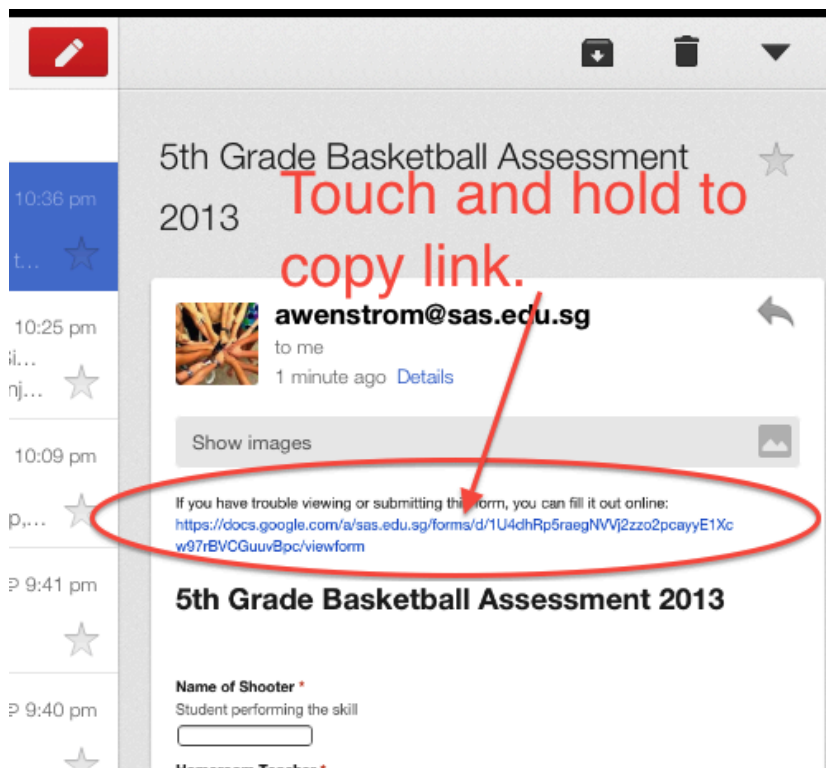 5th Grade Basketball Assessment
2013
Touch and hold to
copy link.
10:36 pm
t...
10:25 pm
nj...
10:09 pm
p,...
9:41 pm
9:40 pm
awenstrom@sas.edu.sg
to me
1 minute ago Details
Show images
If you have trouble viewing or submitting this form, you can fill it out online:
https://docs.google.com/a/sas.edu.sg/forms/d/1U4dhRp5raegNVVj2zzo2pcayyE1Xc
w97rBVCGuuvBpc/viewform
5th Grade Basketball Assessment 2013
Name of Shooter *
Student performing the skill
Homeroom Teacher *